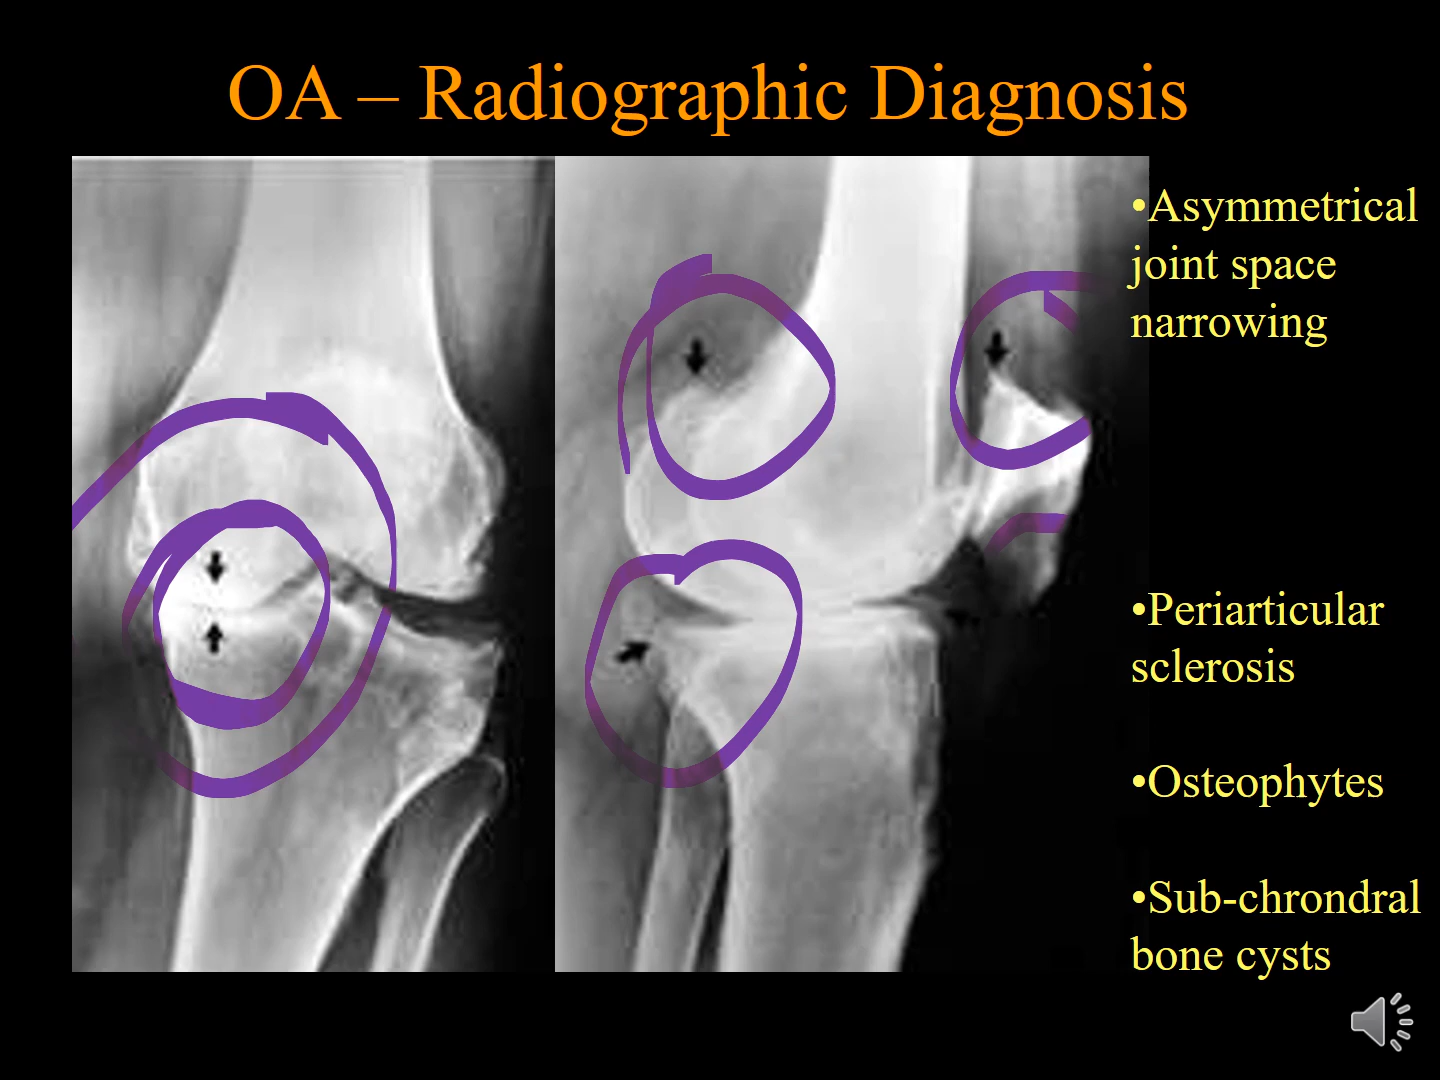 OA – Radiographic Diagnosis
•Asymmetrical
joint space
narrowing
•Periarticular
sclerosis
•Osteophytes
•Sub-chrondral
bone cysts